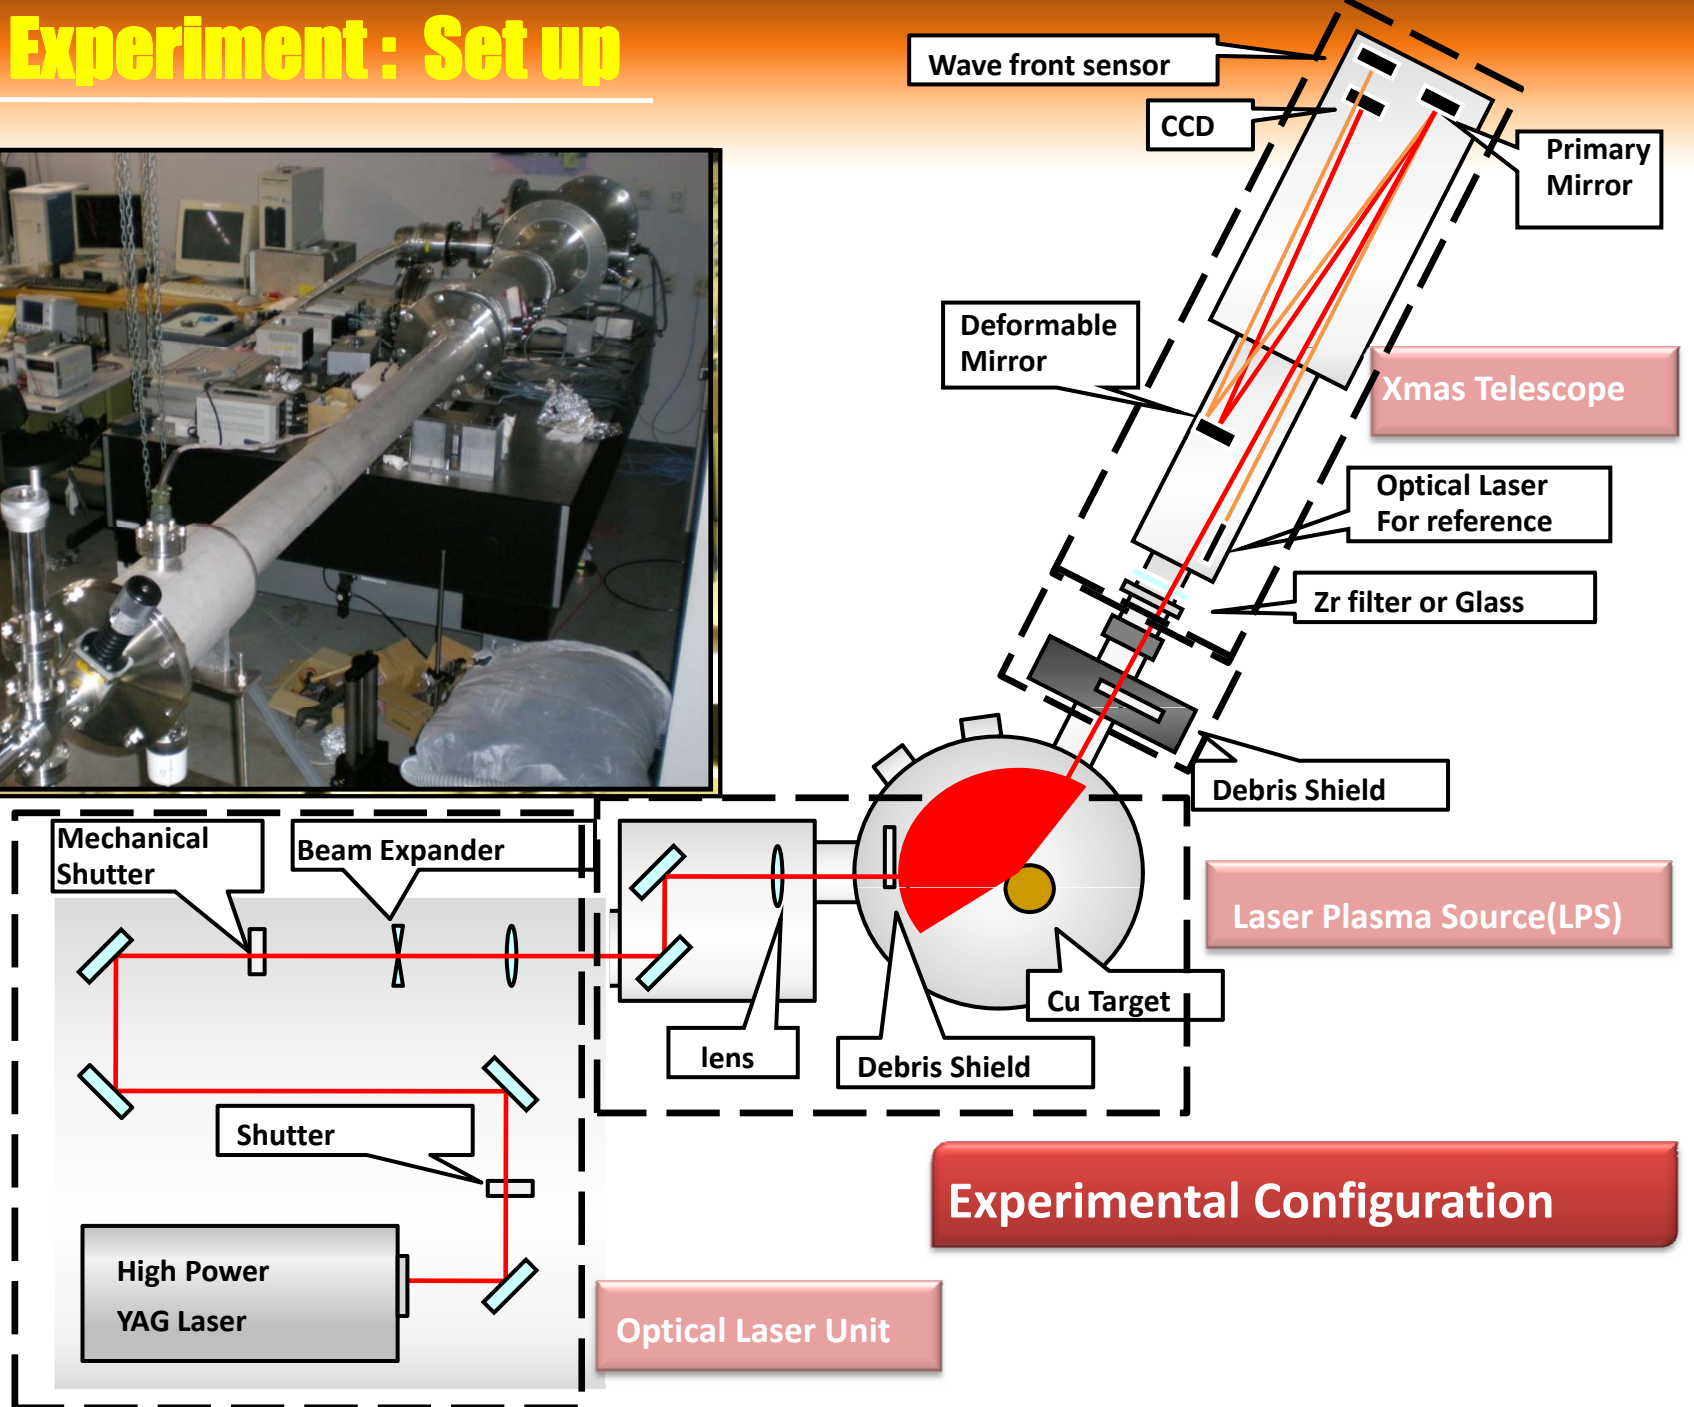 Experiment : Set up
Wave front sensor
CCD
Primary
Mirror
Deformable
Mirror
Xmas Telescope
Optical Laser
For reference
Zr filter or Glass
Debris Shield
Mechanical
Shutter
Beam Expander
Laser Plasma Source(LPS)
Cu Target
lens
Debris Shield
Shutter
Experimental Configuration
High Power
YAG Laser
Optical Laser Unit